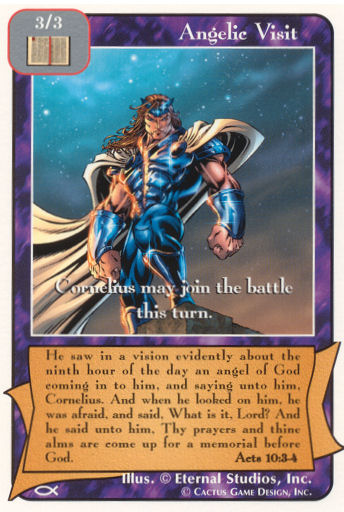 3/3
Angelic Visit
Cornelius may join the battle
this turn.
He saw in a vision evidently about the
ninth hour of the day an angel of God
coming in to him, and saying unto him,
Cornelius. And when he looked on him, he
was afraid, and said, What is it, Lord? And
he said unto him, Thy prayers and thine
alms are come up for a memorial before
God. Acts 10:3-4
Illus. © Eternal Studios, Inc.
© Cactus Game Design, Inc.